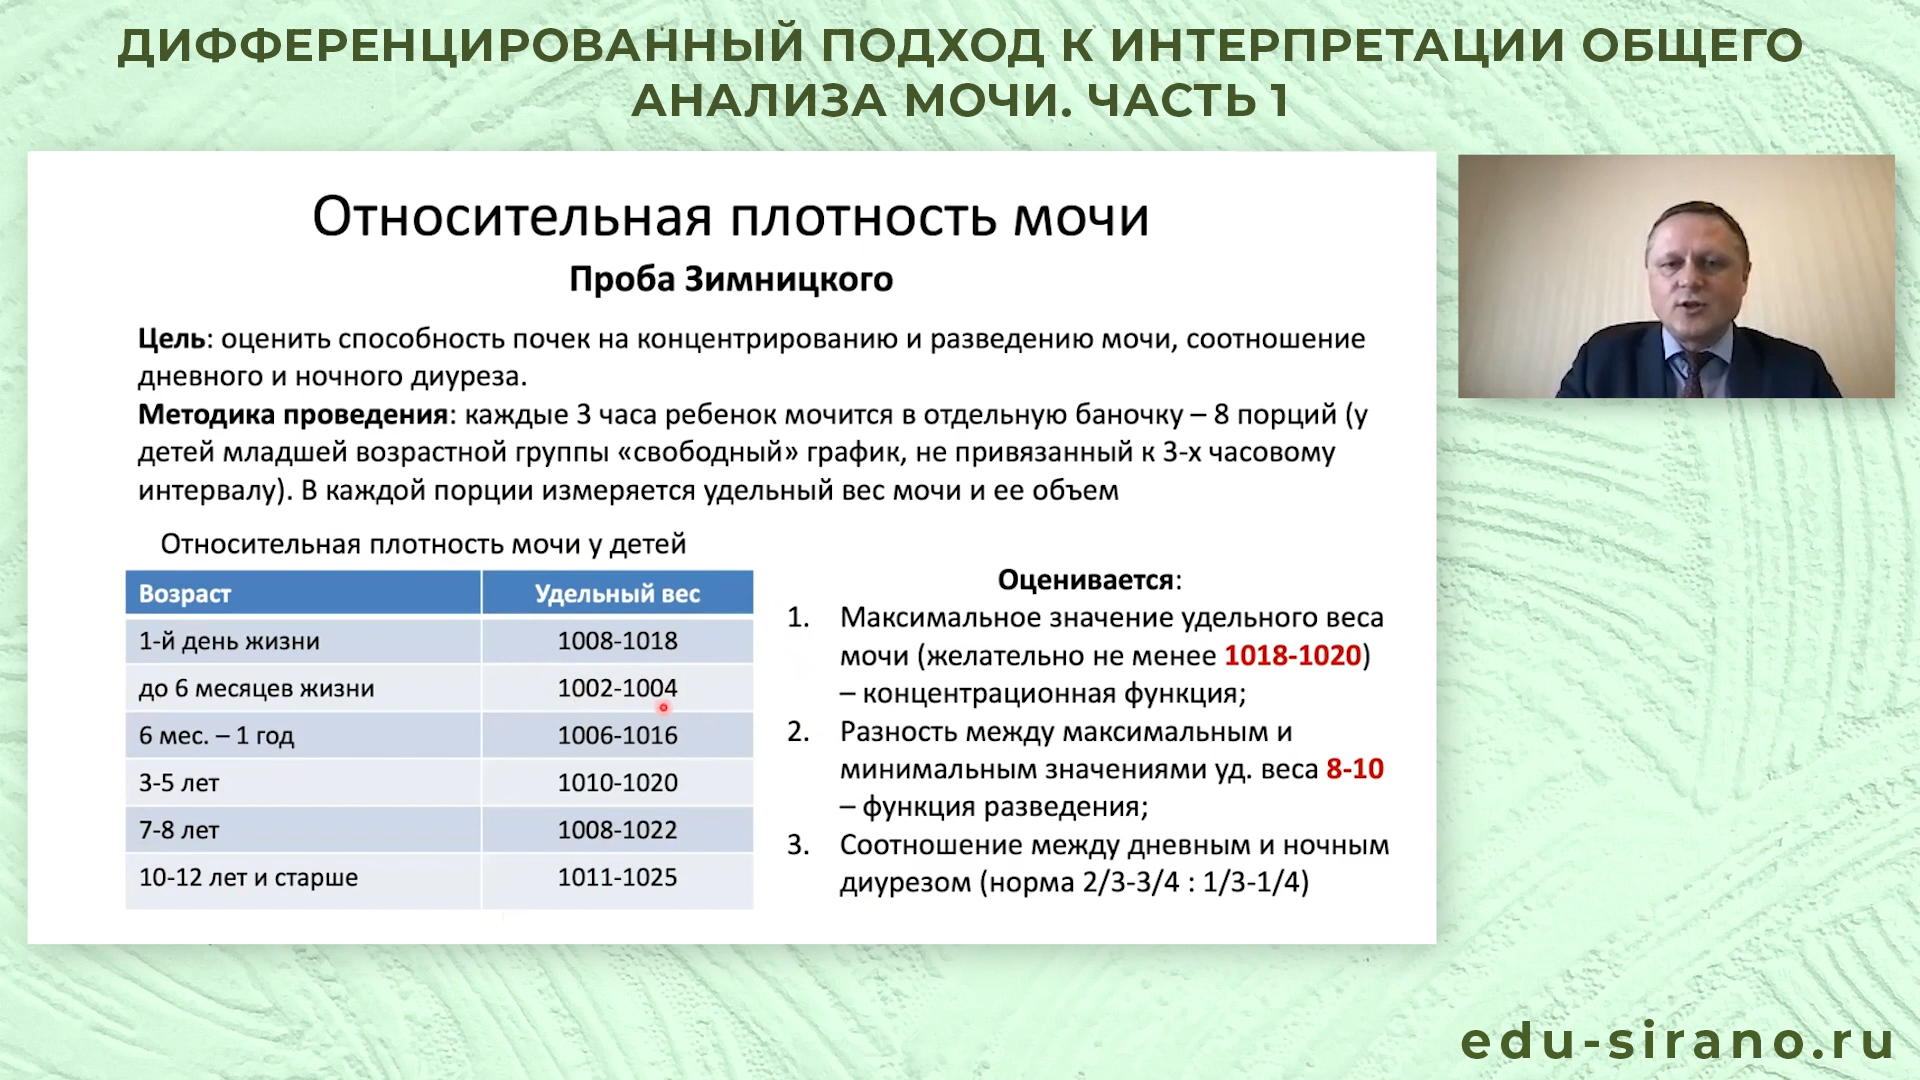 ДИФФЕРЕНЦИРОВАННЫЙ ПОДХОД К ИНТЕРПРЕТАЦИИ ОБЩЕГО
АНАЛИЗА МОЧИ. ЧАСТЬ 1
Относительная плотность мочи
Проба Зимницкого
Цель: оценить способность почек на концентрированию и разведению мочи, соотношение
дневного и ночного диуреза.
Методика проведения: каждые 3 часа ребенок мочится в отдельную баночку – 8 порций (у
детей младшей возрастной группы «свободный» график, не привязанный к 3-х часовому
интервалу). В каждой порции измеряется удельный вес мочи и ее объем
Относительная плотность мочи у детей
Возраст Удельный вес
1-й день жизни 1008-1018
до 6 месяцев жизни 1002-1004
6 мес. – 1 год 1006-1016
3-5 лет 1010-1020
7-8 лет 1008-1022
10-12 лет и старше 1011-1025
Оценивается:
1. Максимальное значение удельного веса
мочи (желательно не менее 1018-1020)
– концентрационная функция;
2. Разность между максимальным и
минимальным значениями уд. веса 8-10
– функция разведения;
3. Соотношение между дневным и ночным
диурезом (норма 2/3-3/4 : 1/3-1/4)
edu-sirano.ru